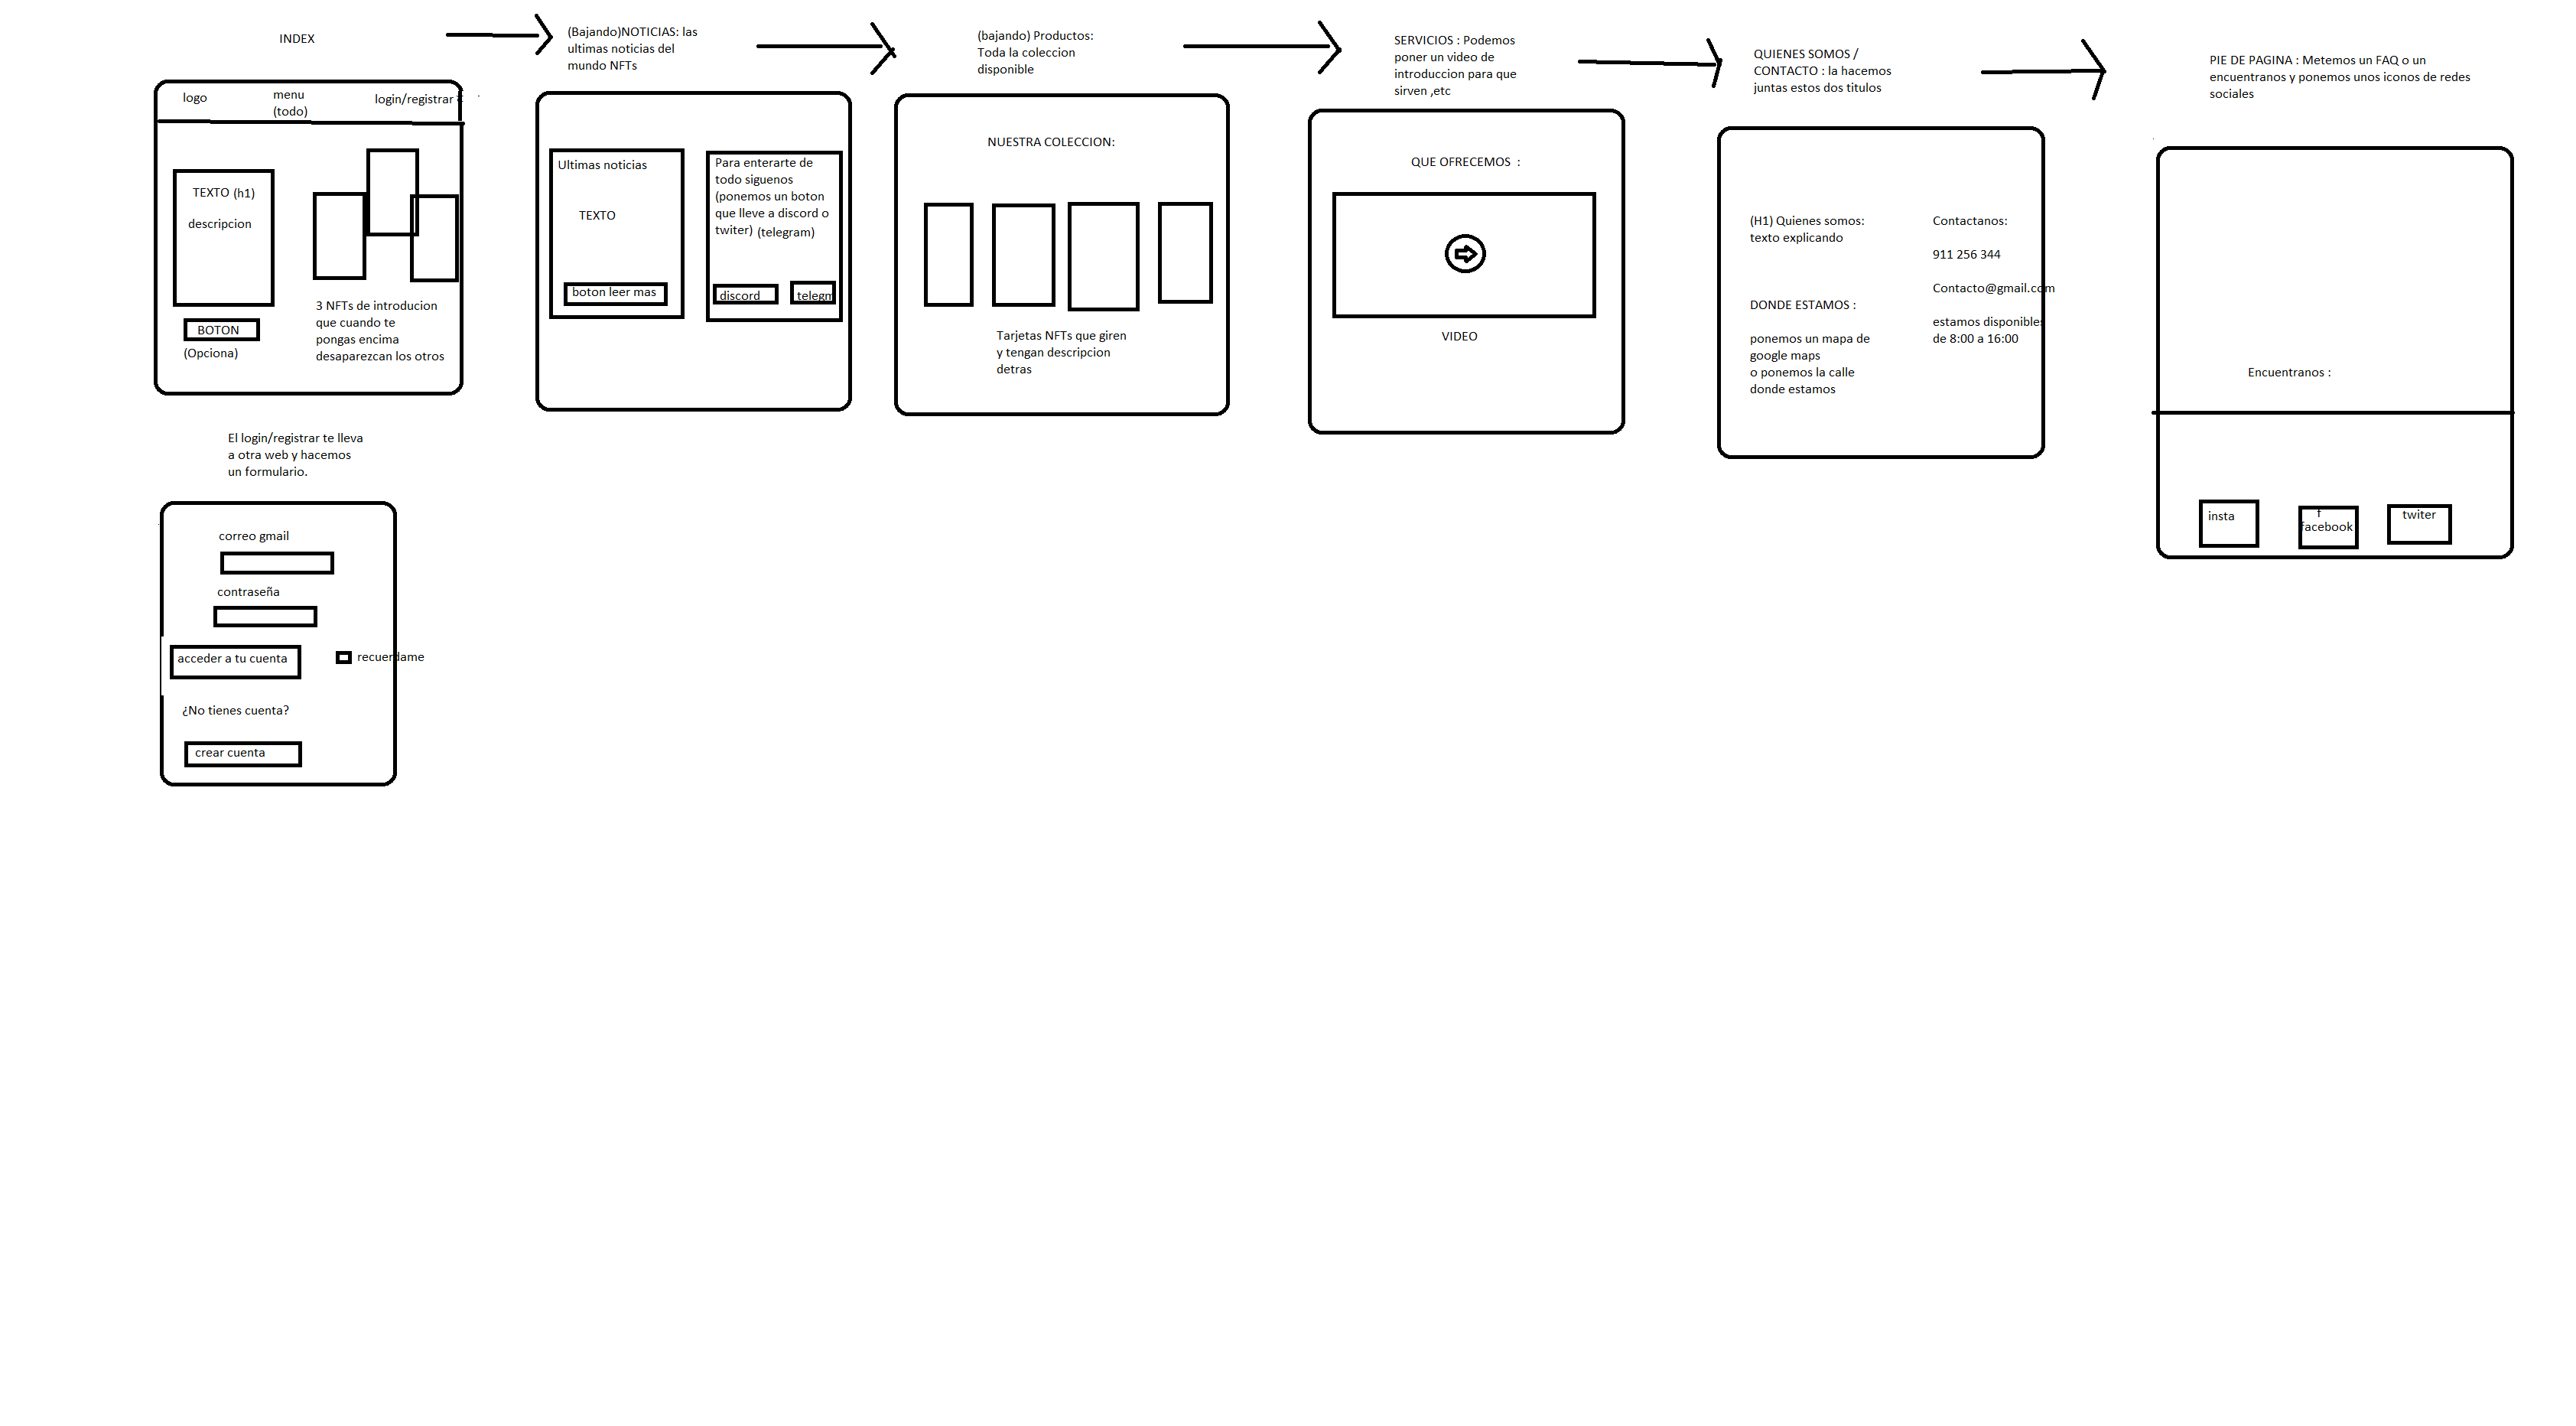 INDEX
logo
menu
(todo)
login/registrar
TEXTO (h1)
descripcion
BOTON
(Opciona)
3 NFTs de introducion
que cuando te
pongas encima
desaparezcan los otros
El login/registrar te lleva
a otra web y hacemos
un formulario.
correo gmail
contraseña
acceder a tu cuenta
recuerdame
¿No tienes cuenta?
crear cuenta
(Bajando)NOTICIAS: las
ultimas noticias del
mundo NFTs
Ultimas noticias
TEXTO
boton leer mas
Para enterarte de
todo siguenos
(ponemos un boton
que lleve a discord o
twiter) (telegram)
discord
telegm
(bajando) Productos:
Toda la coleccion
disponible
NUESTRA COLECCION:
Tarjetas NFTs que giren
y tengan descripcion
detras
SERVICIOS : Podemos
poner un video de
introduccion para que
sirven ,etc
QUE OFRECEMOS :
VIDEO
QUIENES SOMOS /
CONTACTO : la hacemos
juntas estos dos titulos
(H1) Quienes somos:
texto explicando
DONDE ESTAMOS :
ponemos un mapa de
google maps
o ponemos la calle
donde estamos
Contactanos:
911 256 344
Contacto@gmail.com
estamos disponibles
de 8:00 a 16:00
PIE DE PAGINA : Metemos un FAQ o un
encuentranos y ponemos unos iconos de redes
sociales
Encuentranos :
insta
f
facebook
twiter